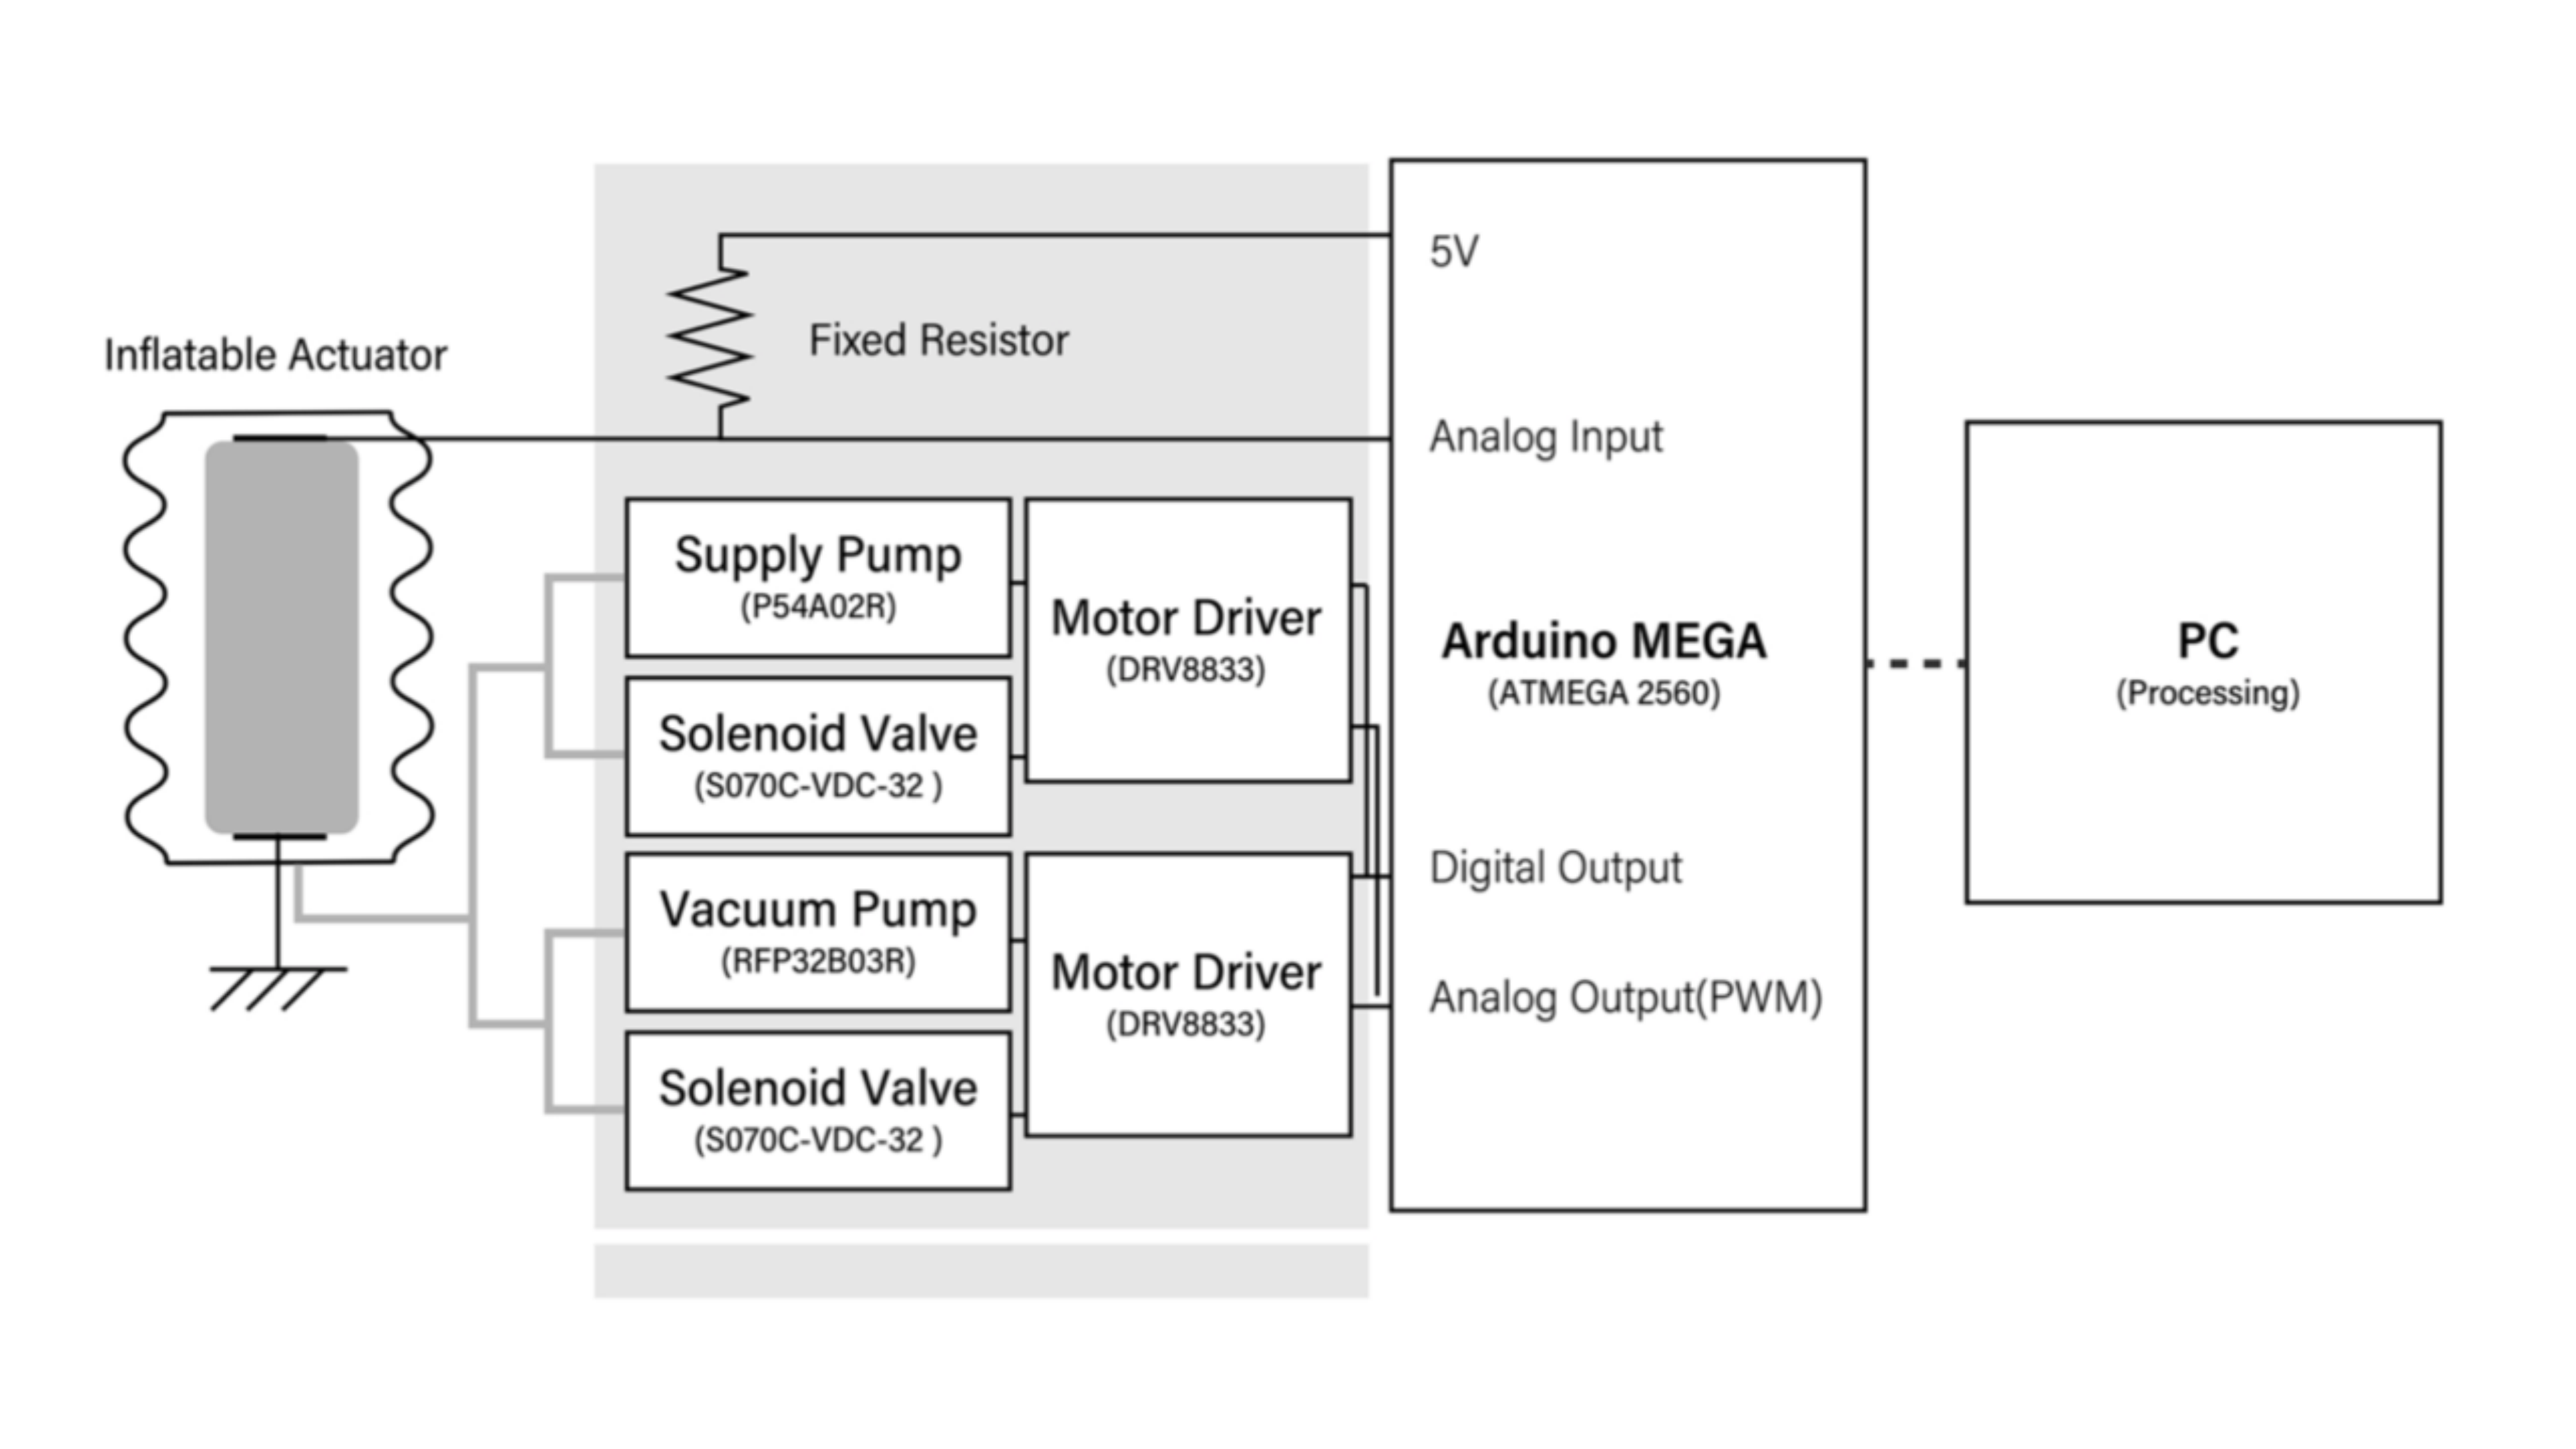 Inflatable Actuator
Fixed Resistor
5V
Analog Input
Supply Pump
(P54A02R)
Solenoid Valve
(S070C-VDC-32 )
Motor Driver
(DRV8833)
Vacuum Pump
(RFP32B03R)
Solenoid Valve
(S070C-VDC-32 )
Motor Driver
(DRV8833)
Arduino MEGA
(ATMEGA 2560)
Digital Output
Analog Output(PWM)
PC
(Processing)